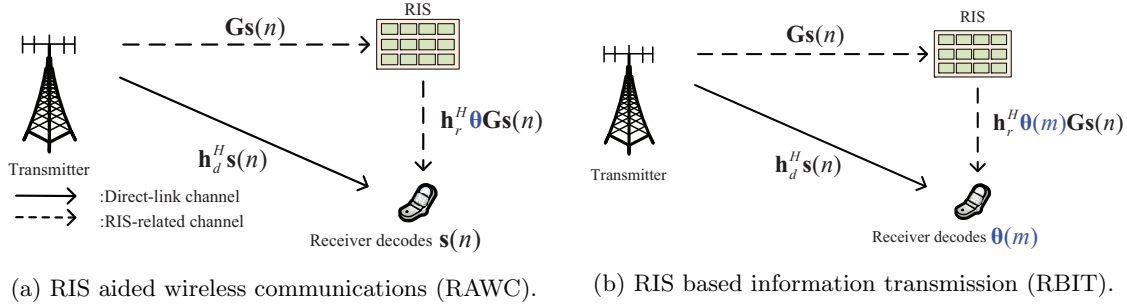 RIS
Gs(n)
h_r^H θGs(n)
h_d^H s(n)
Transmitter
:Direct-link channel
:RIS-related channel
Receiver decodes s(n)
(a) RIS aided wireless communications (RAWC).
RIS
Gs(n)
h_r^H θ(m)Gs(n)
h_d^H s(n)
Transmitter
Receiver decodes θ(m)
(b) RIS based information transmission (RBIT).